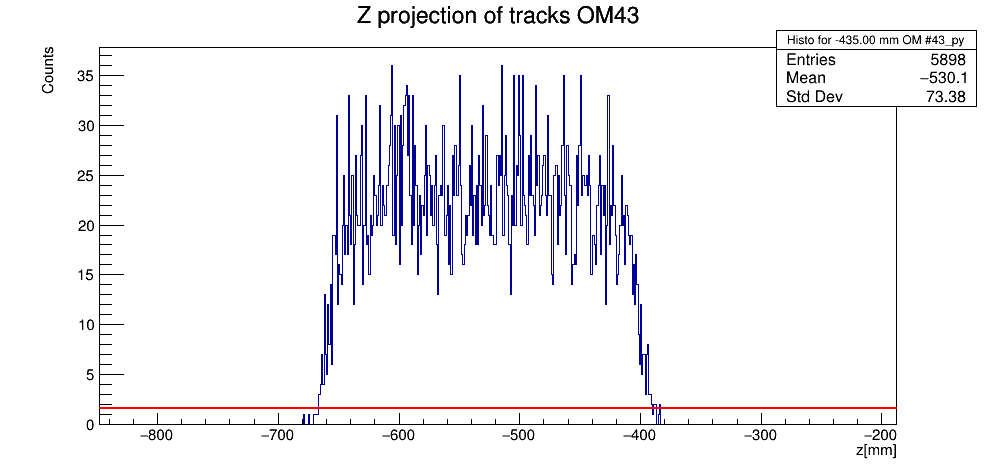 Z projection of tracks OM43
Histo for -435.00 mm OM #43_py
Entries 5898
Mean −530.1
Std Dev 73.38
Counts
35
30
25
20
15
10
5
0
−800 −700 −600 −500 −400 −300 −200
z[mm]